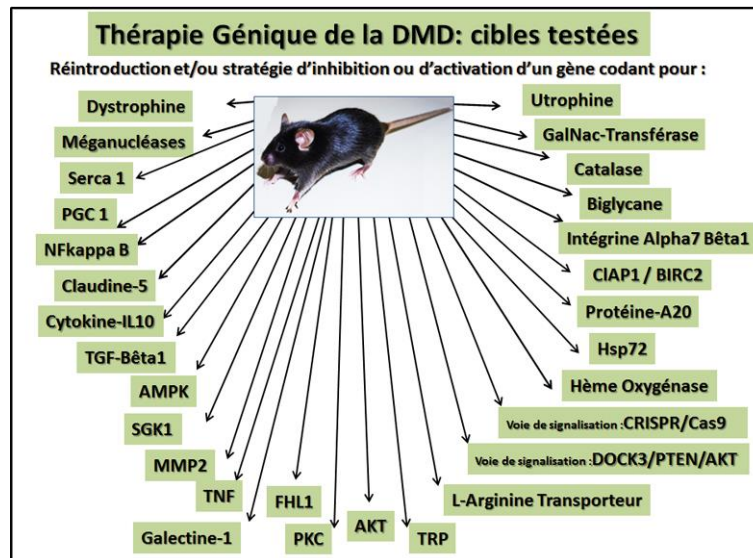 Thérapie Génique de la DMD: cibles testées
Réintroduction et/ou stratégie d'inhibition ou d'activation d'un gène codant pour :
Dystrophine
Méganucléases
Serca 1
PGC 1
NFkappa B
Claudine-5
Cytokine-IL10
TGF-Bêta1
AMPK
SGK1
MMP2
TNF
Galectine-1
FHL1
PKC
AKT
TRP
L-Arginine Transporteur
Voie de signalisation :DOCK3/PTEN/AKT
Voie de signalisation :CRISPR/Cas9
Hème Oxygénase
Hsp72
Protéine-A20
CIAP1 / BIRC2
Intégrine Alpha7 Bêta1
Biglycane
Catalase
GalNac-Transférase
Utrophine